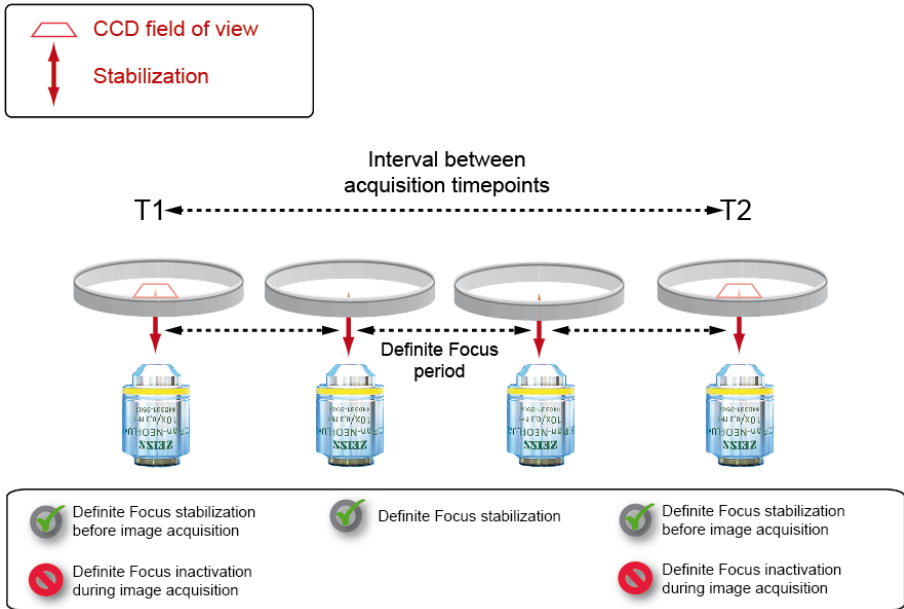 CCD field of view
Stabilization
Interval between
acquisition timepoints
T1
T2
Definite Focus
period
ZEISS
ZEISS
ZEISS
ZEISS
Definite Focus stabilization
before image acquisition
Definite Focus stabilization
Definite Focus stabilization
before image acquisition
Definite Focus inactivation
during image acquisition
Definite Focus inactivation
during image acquisition